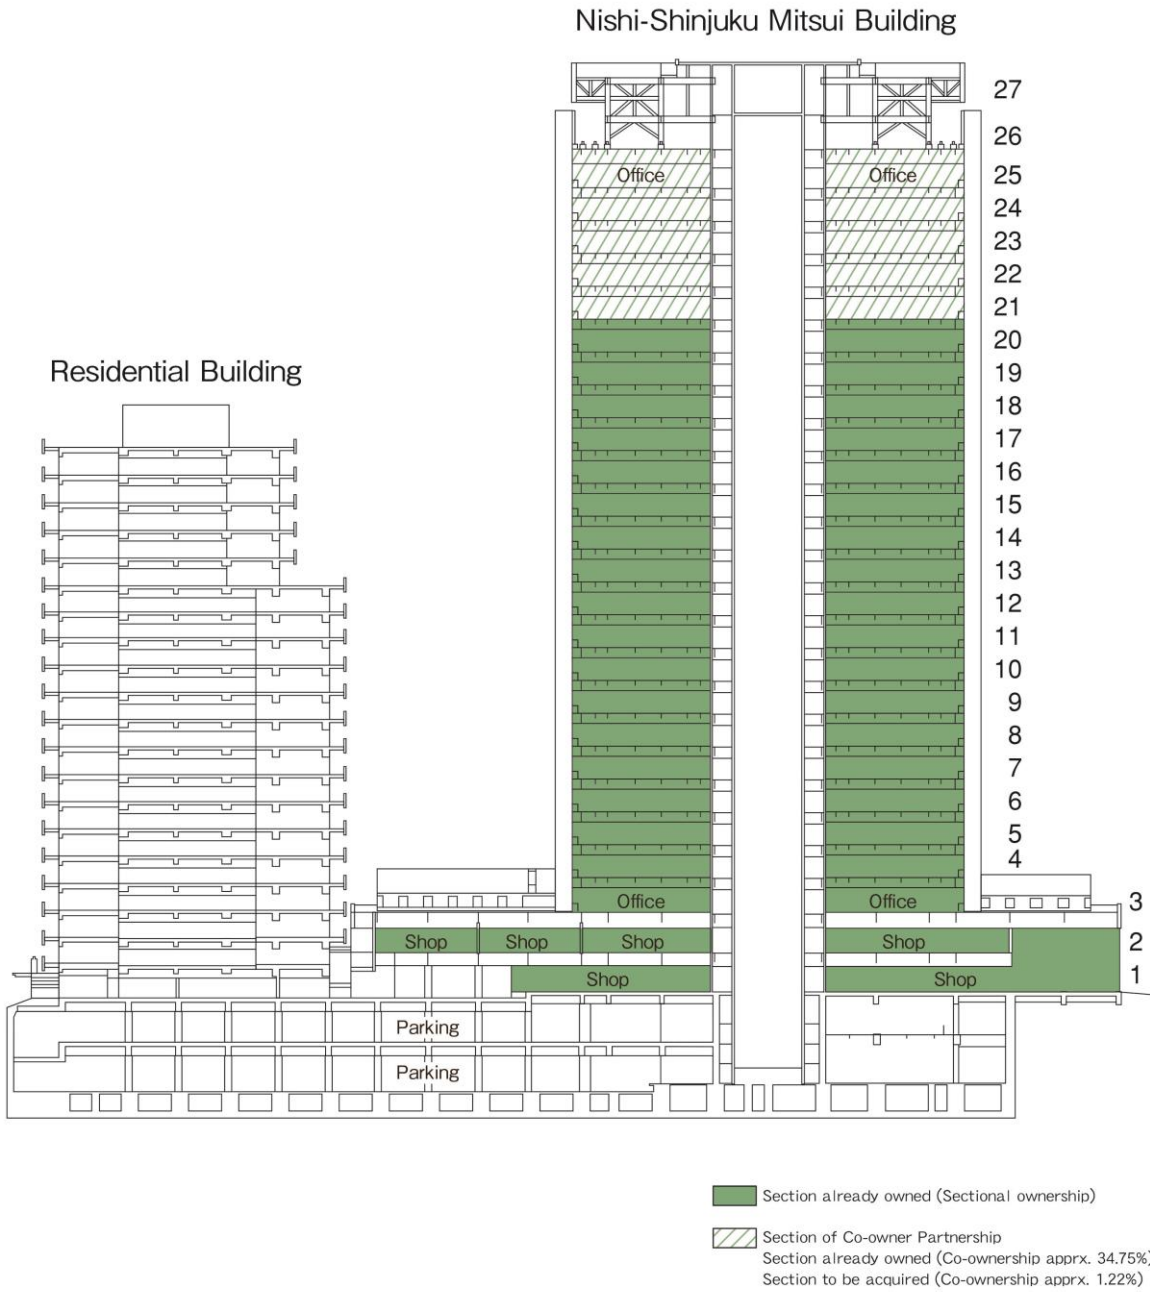 Nishi-Shinjuku Mitsui Building
27
26
Office Office 25
24
23
22
21
20
Residential Building
19
18
17
16
15
14
13
12
11
10
9
8
7
6
5
4
Office Office 3
Shop Shop Shop Shop 2
Shop Shop 1
Parking
Parking
Section already owned (Sectional ownership)
Section of Co-owner Partnership
Section already owned (Co-ownership apprx. 34.75%)
Section to be acquired (Co-ownership apprx. 1.22%)